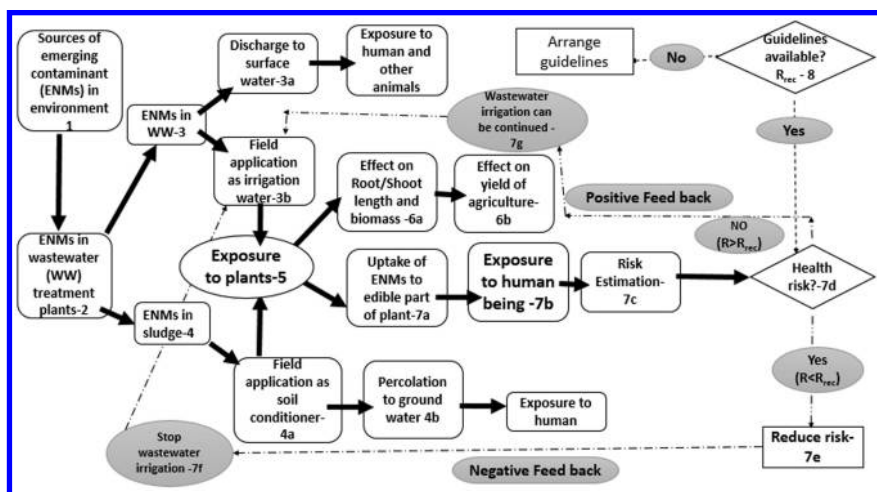 Sources of
emerging
contaminant
(ENMs) in
environment
1
Discharge to
surface
water-3a
Exposure to
human and
other
animals
Arrange
guidelines
No
Guidelines
available?
Rrec - 8
ENMs in
WW-3
Wastewater
irrigation can
be continued -
7g
Yes
Field
application
as irrigation
water-3b
Effect on
Root/Shoot
length and
biomass -6a
Effect on
yield of
agriculture-
6b
Positive Feed back
NO
(R>Rrec)
ENMs in
wastewater
(WW)
treatment
plants-2
Exposure
to plants-5
Uptake of
ENMs to
edible part
of plant-7a
Exposure
to human
being -7b
Risk
Estimation-
7c
Health
risk?-7d
ENMs in
sludge-4
Yes
(R<Rrec)
Field
application as
soil
conditioner-
4a
Percolation
to ground
water 4b
Exposure to
human
Stop
wastewater
irrigation -7f
Reduce risk-
7e
Negative Feed back